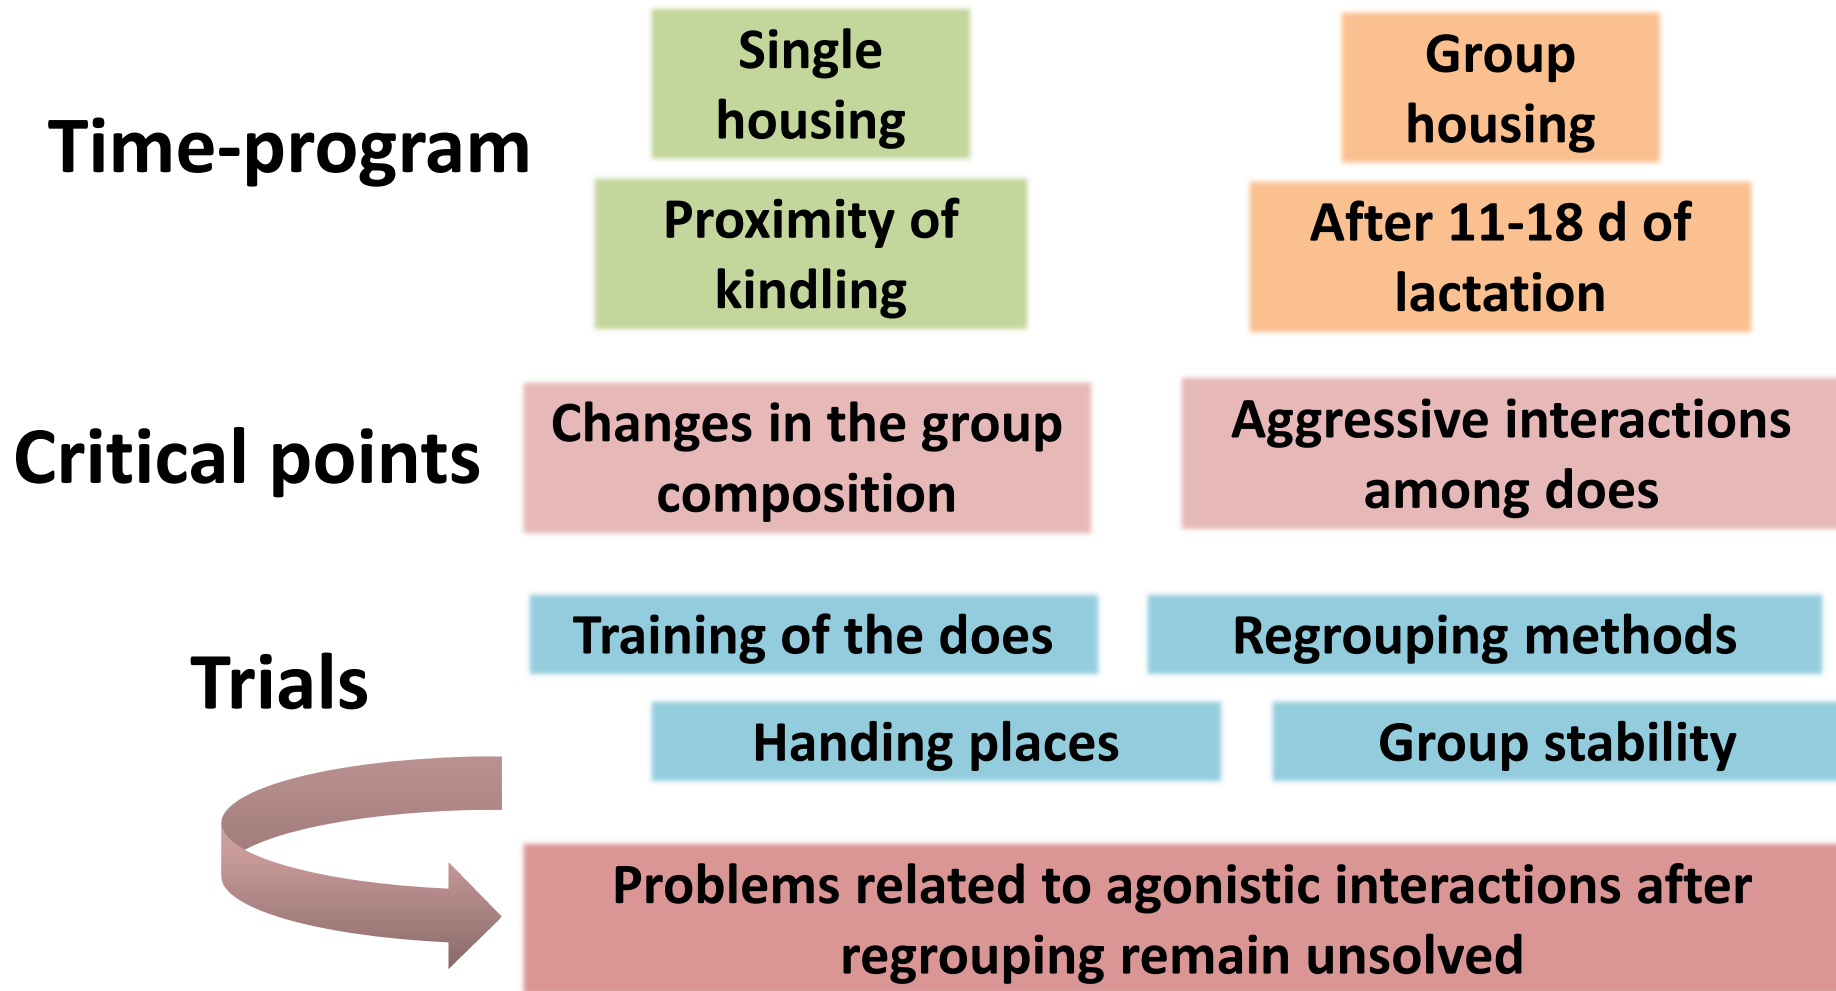 Time-program
Single
housing
Group
housing
Proximity of
kindling
After 11-18 d of
lactation
Critical points
Changes in the group
composition
Aggressive interactions
among does
Trials
Training of the does
Regrouping methods
Handing places
Group stability
Problems related to agonistic interactions after
regrouping remain unsolved